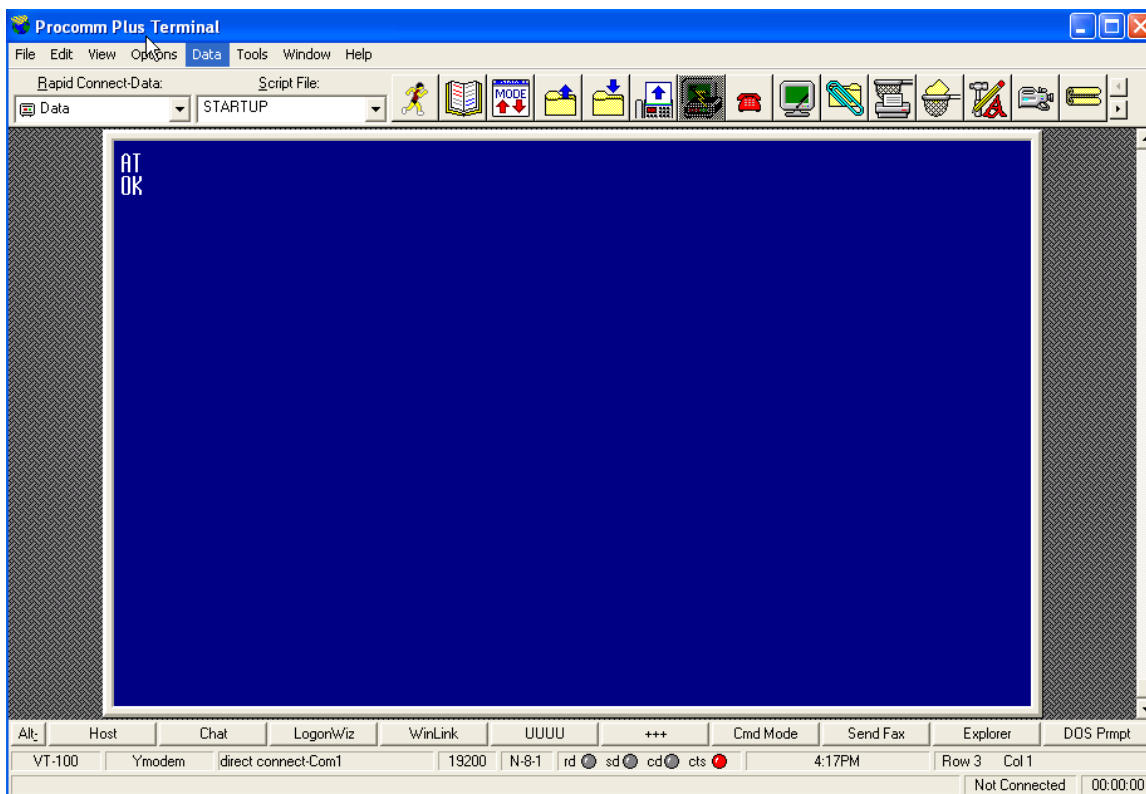 Procomm Plus Terminal
File Edit View Options Data Tools Window Help
Rapid Connect-Data: Script File:
Data STARTUP
MODE
AT
OK
Alt: Host Chat LogonWiz WinLink UUUU +++ Cmd Mode Send Fax Explorer DOS Prmpt
VT-100 Ymodem direct connect-Com1 19200 N-8-1 rd sd cd cts 4:17PM Row 3 Col 1
Not Connected 00:00:00